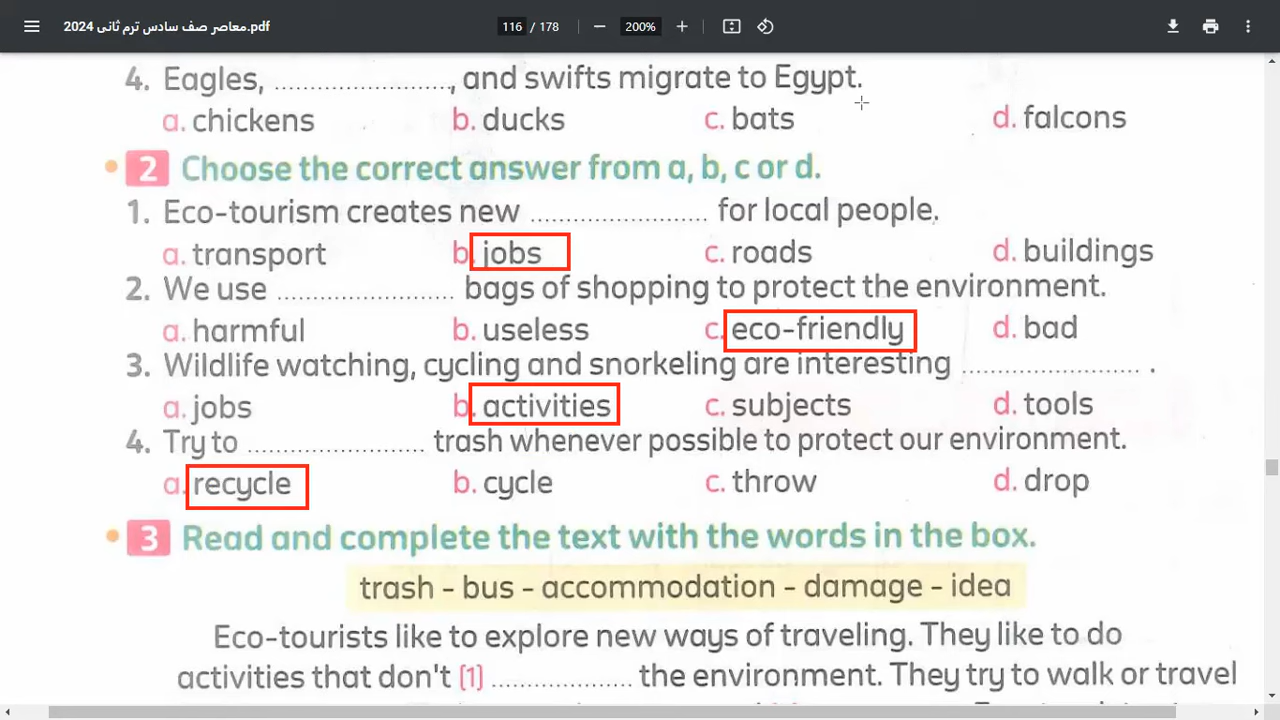 معاصر صف سادس ترم ثانى 2024.pdf
116 / 178
200%
4. Eagles, ........................., and swifts migrate to Egypt.
a. chickens b. ducks c. bats d. falcons
2 Choose the correct answer from a, b, c or d.
1. Eco-tourism creates new ......................... for local people.
a. transport b. jobs c. roads d. buildings
2. We use ......................... bags of shopping to protect the environment.
a. harmful b. useless c. eco-friendly d. bad
3. Wildlife watching, cycling and snorkeling are interesting ......................... .
a. jobs b. activities c. subjects d. tools
4. Try to ......................... trash whenever possible to protect our environment.
a. recycle b. cycle c. throw d. drop
3 Read and complete the text with the words in the box.
trash - bus - accommodation - damage - idea
Eco-tourists like to explore new ways of traveling. They like to do
activities that don't (1) .................... the environment. They try to walk or travel